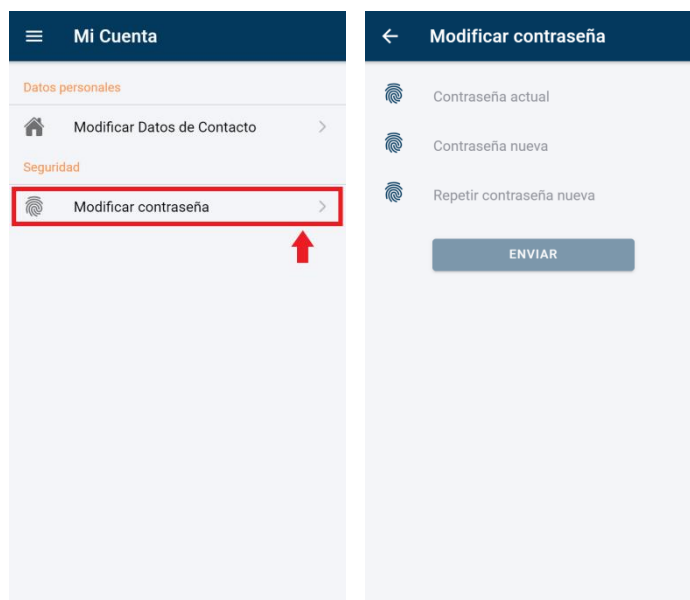 Mi Cuenta
Datos personales
Modificar Datos de Contacto
Seguridad
Modificar contraseña
Modificar contraseña
Contraseña actual
Contraseña nueva
Repetir contraseña nueva
ENVIAR